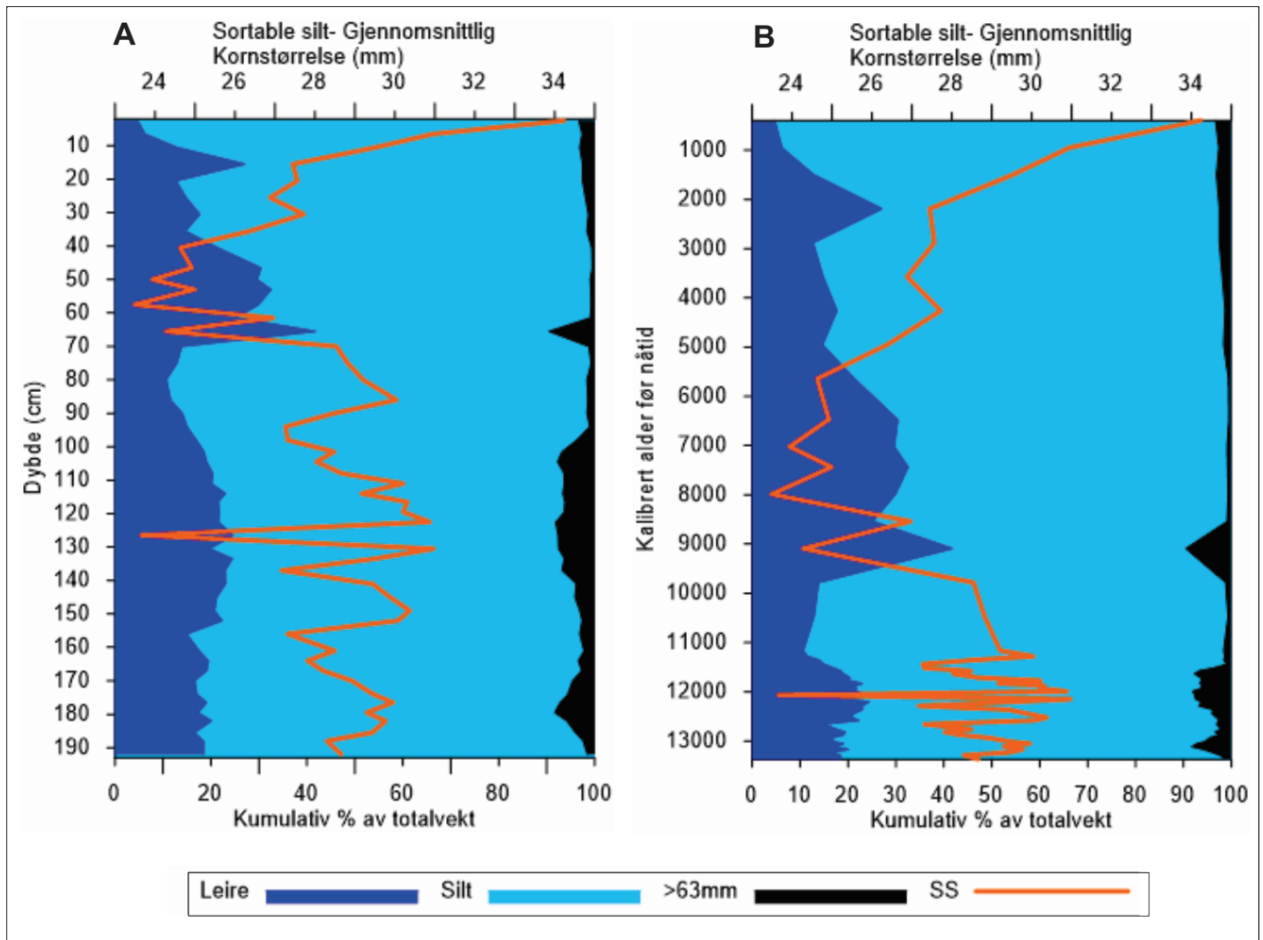 A
Sortable silt- Gjennomsnittlig
Kornstørrelse (mm)
24 26 28 30 32 34
Dybde (cm)
10
20
30
40
50
60
70
80
90
100
110
120
130
140
150
160
170
180
190
0 20 40 60 80 100
Kumulativ % av totalvekt
B
Sortable silt- Gjennomsnittlig
Kornstørrelse (mm)
24 26 28 30 32 34
Kalibrert alder før nåtid
1000
2000
3000
4000
5000
6000
7000
8000
9000
10000
11000
12000
13000
0 10 20 30 40 50 60 70 80 90 100
Kumulativ % av totalvekt
Leire Silt >63mm SS